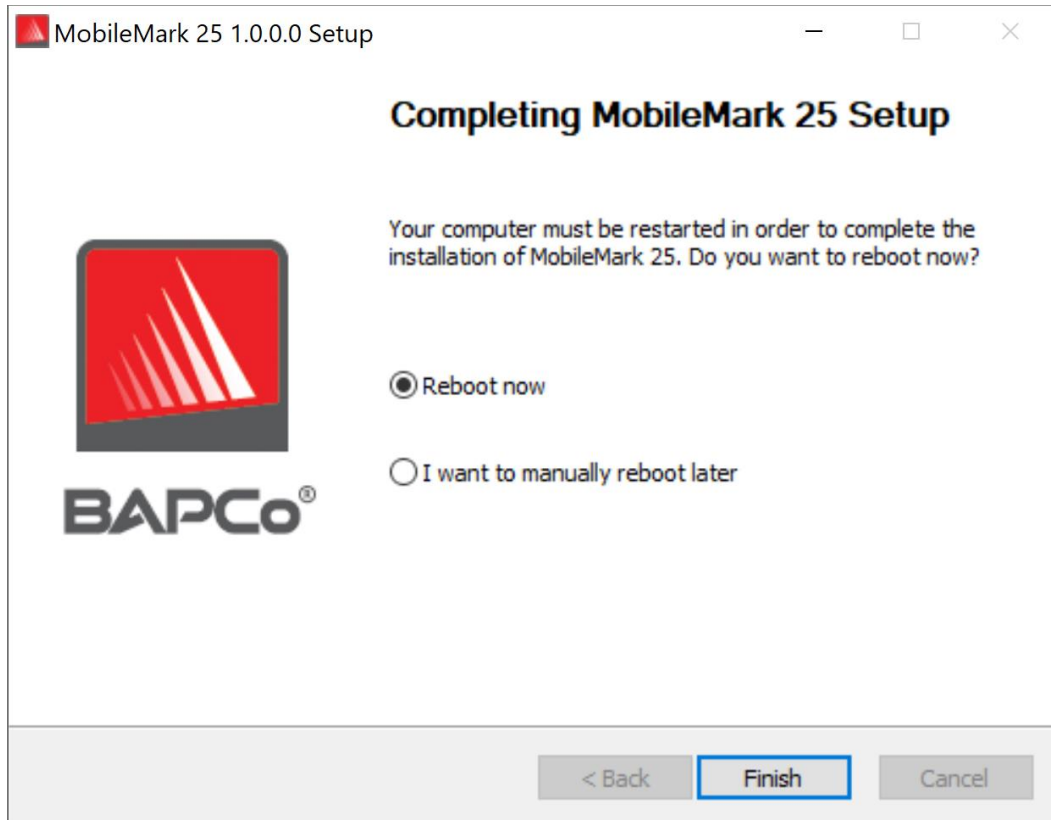 MobileMark 25 1.0.0.0 Setup
Completing MobileMark 25 Setup
Your computer must be restarted in order to complete the
installation of MobileMark 25. Do you want to reboot now?
Reboot now
I want to manually reboot later
BAPCo®
< Back
Finish
Cancel